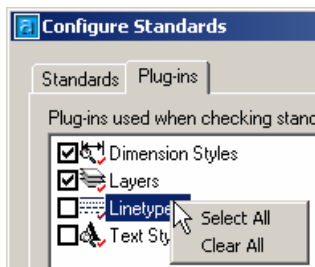 Configure Standards
Standards Plug-ins
Plug-ins used when checking stand
Dimension Styles
Layers
Linetype
Select All
Text Sty
Clear All